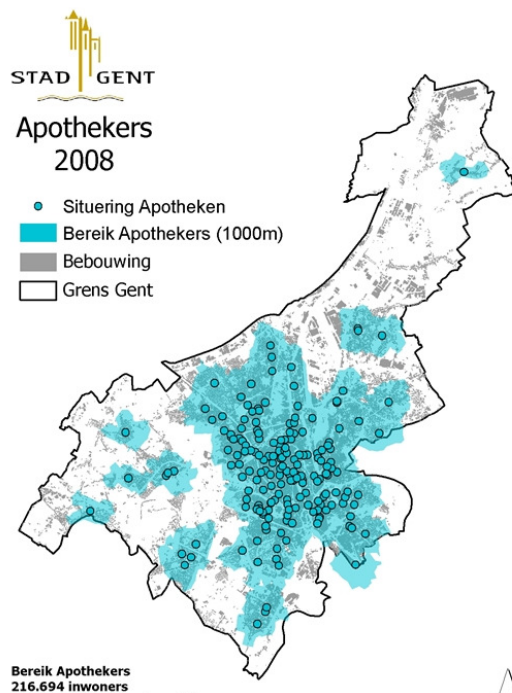 STAD GENT
Apothekers
2008
Situering Apotheken
Bereik Apothekers (1000m)
Bebouwing
Grens Gent
Bereik Apothekers
216.694 inwoners